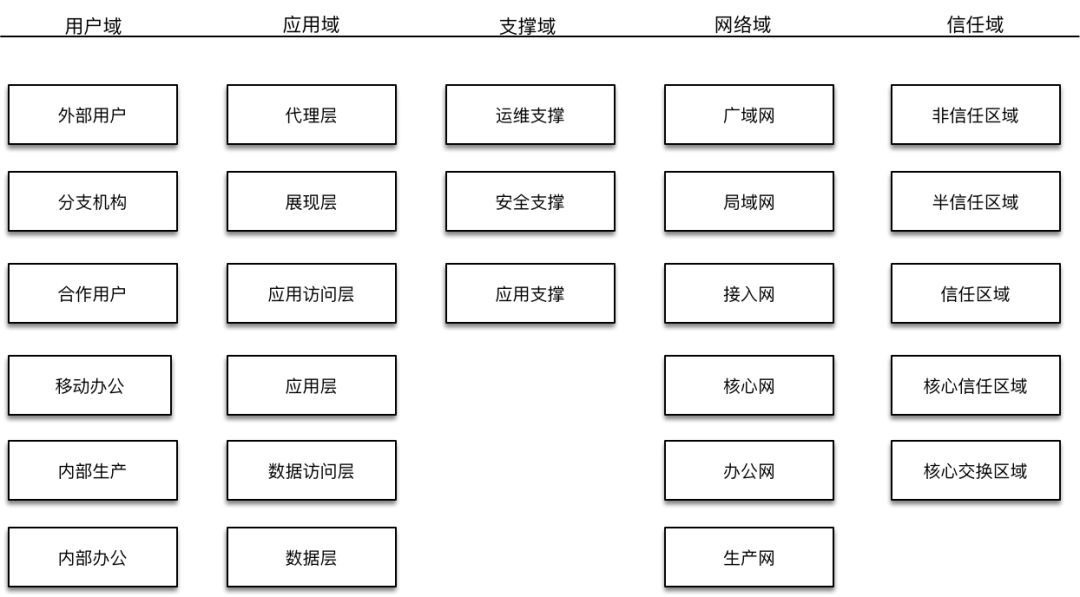 用户域
应用域
支撑域
网络域
信任域
外部用户
代理层
运维支撑
广域网
非信任区域
分支机构
展现层
安全支撑
局域网
半信任区域
合作用户
应用访问层
应用支撑
接入网
信任区域
移动办公
应用层
核心网
核心信任区域
内部生产
数据访问层
办公网
核心交换区域
内部办公
数据层
生产网